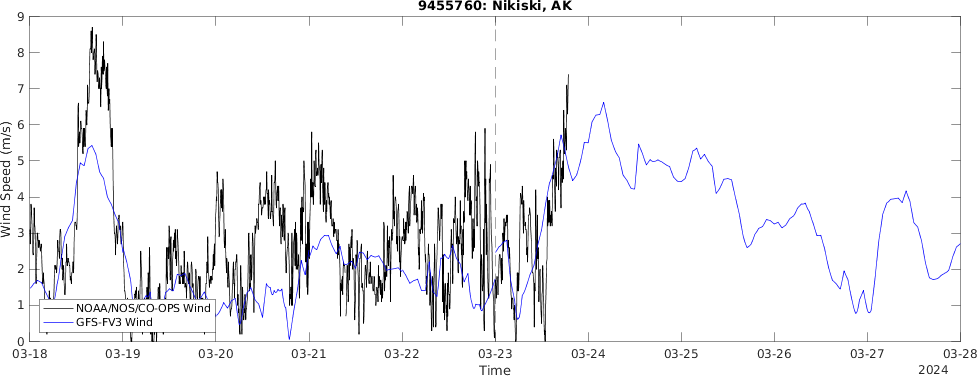 9455760: Nikiski, AK
Wind Speed (m/s)
9
8
7
6
5
4
3
2
1
0
NOAA/NOS/CO-OPS Wind
GFS-FV3 Wind
03-18 03-19 03-20 03-21 03-22 03-23 03-24 03-25 03-26 03-27 03-28
Time
2024